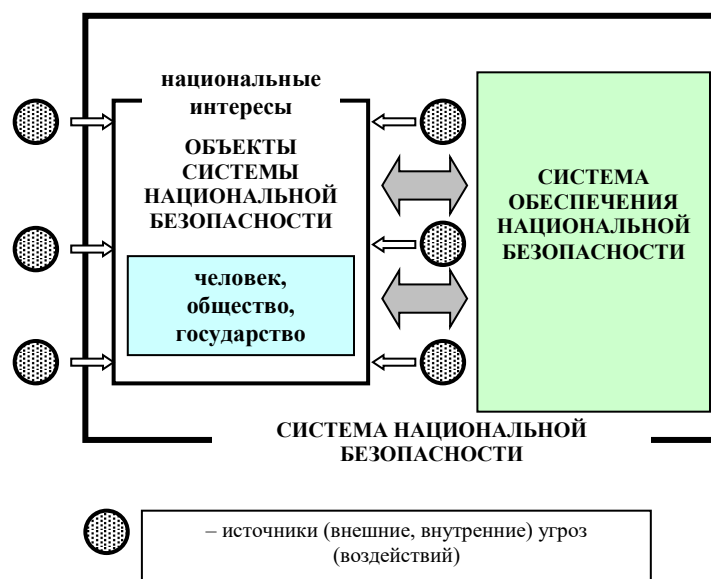 национальные
интересы
ОБЪЕКТЫ
СИСТЕМЫ
НАЦИОНАЛЬНОЙ
БЕЗОПАСНОСТИ
человек,
общество,
государство
СИСТЕМА
ОБЕСПЕЧЕНИЯ
НАЦИОНАЛЬНОЙ
БЕЗОПАСНОСТИ
СИСТЕМА НАЦИОНАЛЬНОЙ
БЕЗОПАСНОСТИ
– источники (внешние, внутренние) угроз
(воздействий)